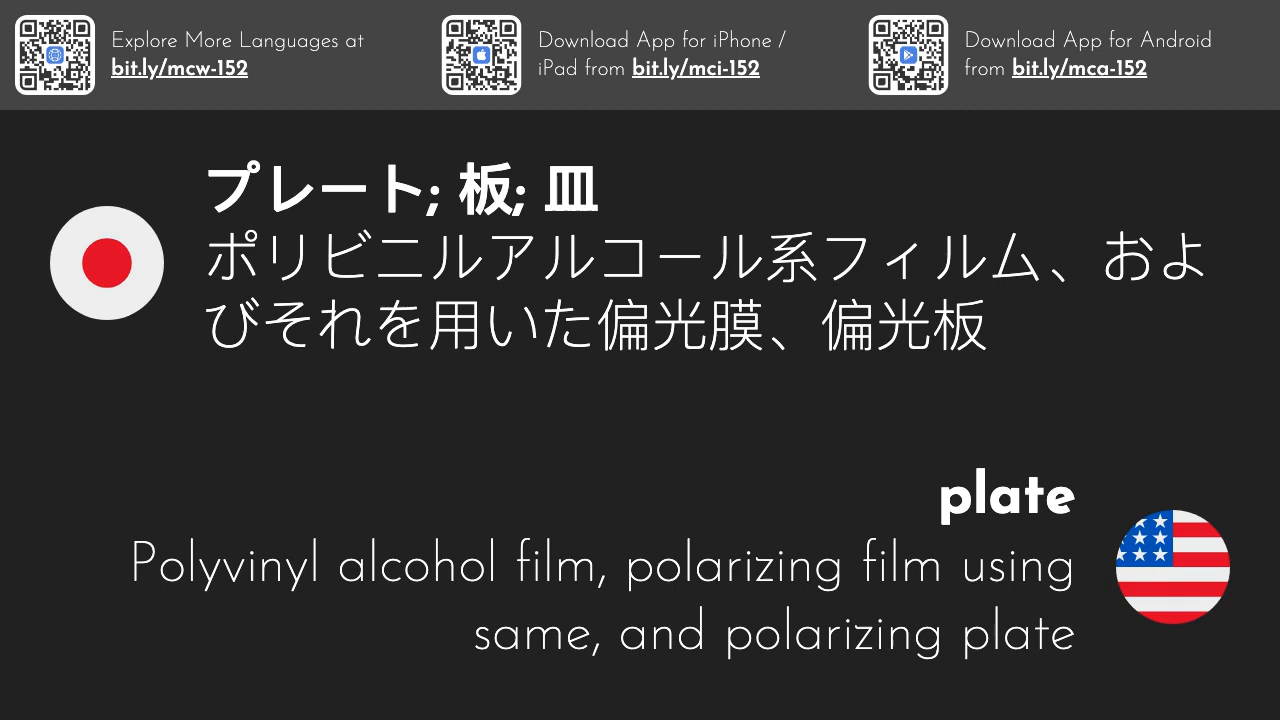 Explore More Languages at
bit.ly/mcw-152
Download App for iPhone /
iPad from bit.ly/mci-152
Download App for Android
from bit.ly/mca-152
プレート; 板; 皿
ポリビニルアルコール系フィルム、およ
びそれを用いた偏光膜、偏光板
plate
Polyvinyl alcohol film, polarizing film using
same, and polarizing plate